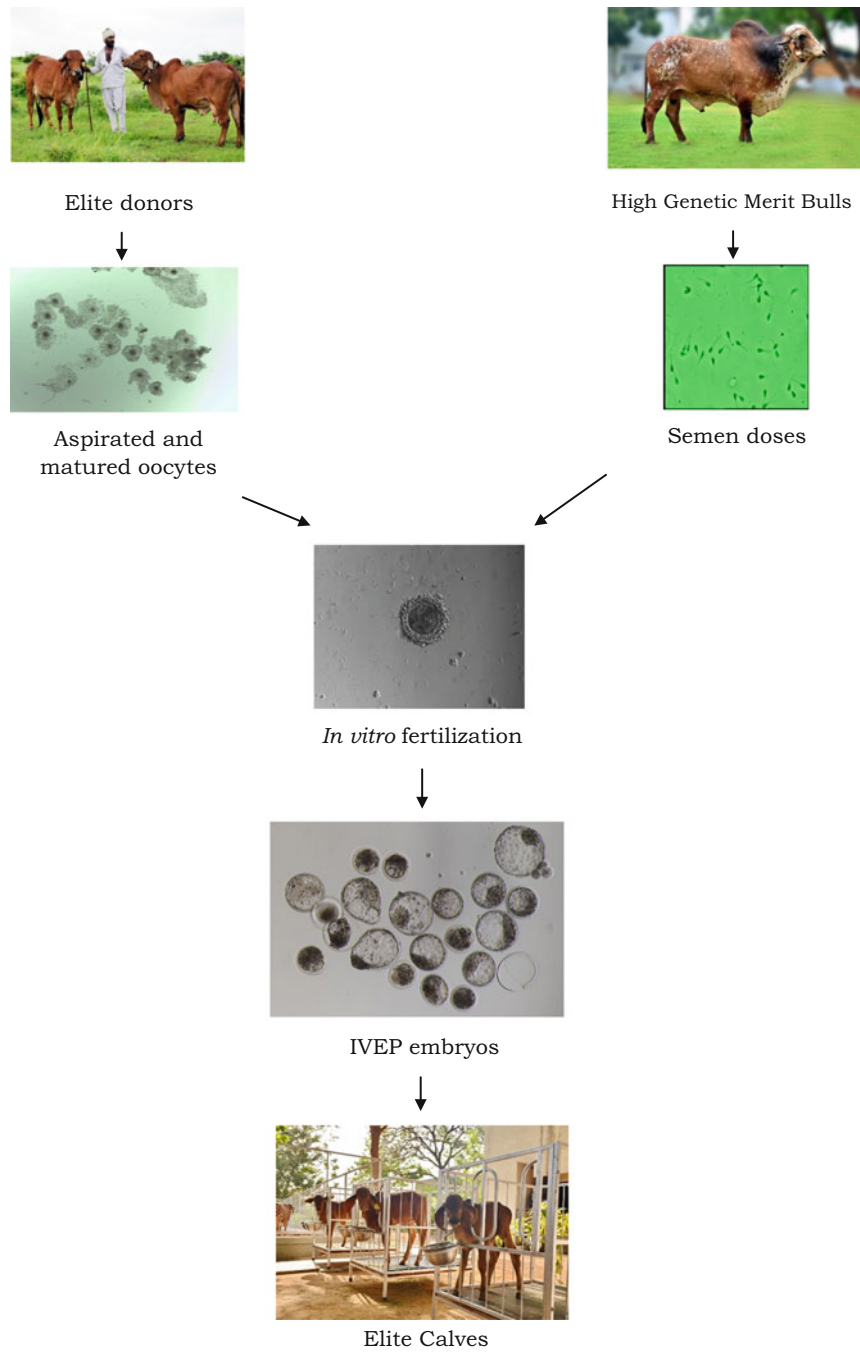 Elite donors
High Genetic Merit Bulls
Aspirated and
matured oocytes
Semen doses
In vitro fertilization
IVEP embryos
Elite Calves